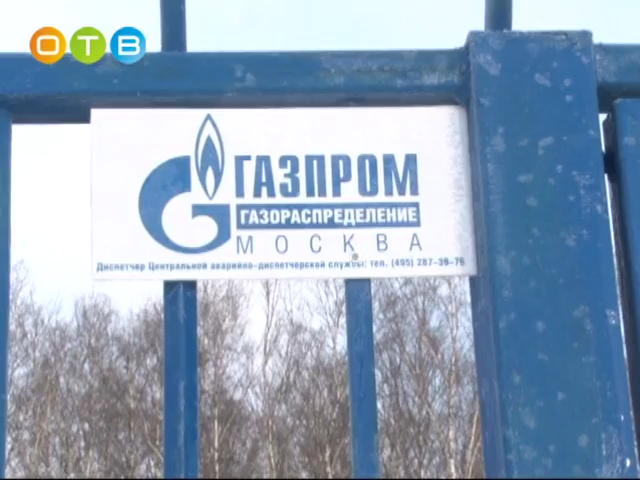 ОТВ
ГАЗПРОМ
ГАЗОРАСПРЕДЕЛЕНИЕ
МОСКВА
Диспетчер Центральной аварийно-диспетчерской службы: тел. (495) 287-39-76